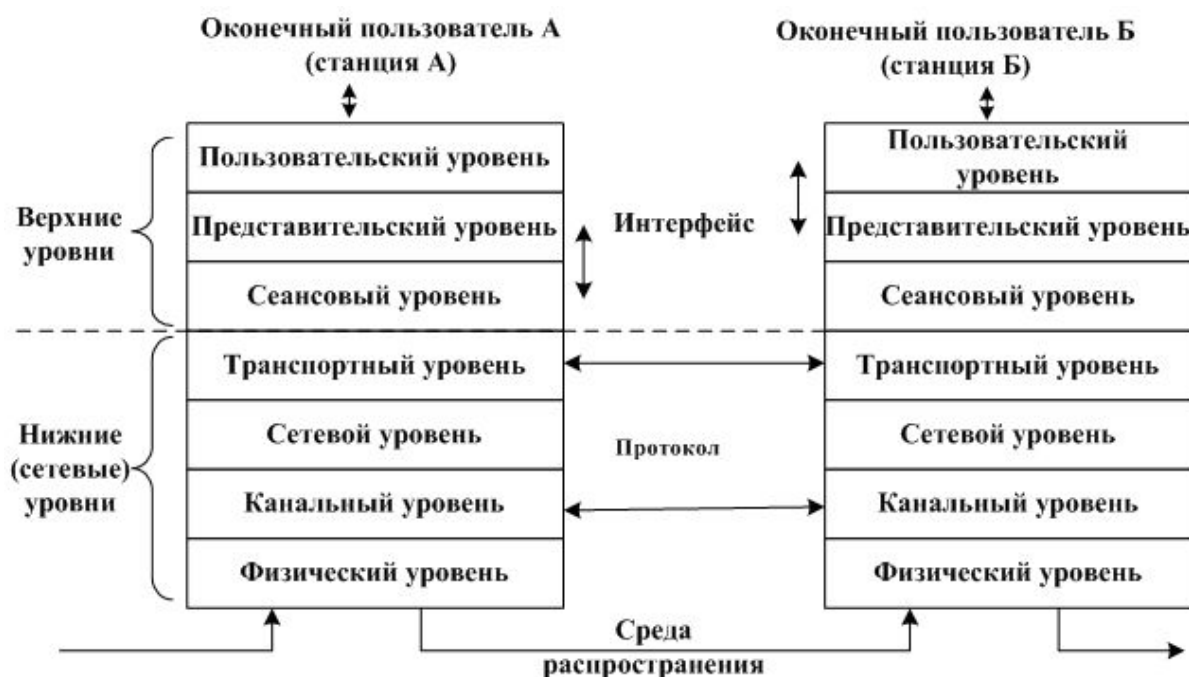 Оконечный пользователь А
(станция А)
Оконечный пользователь Б
(станция Б)
Верхние
уровни
Нижние
(сетевые)
уровни
Пользовательский уровень
Представительский уровень
Сеансовый уровень
Транспортный уровень
Сетевой уровень
Канальный уровень
Физический уровень
Интерфейс
Протокол
Среда
распространения
Пользовательский
уровень
Представительский уровень
Сеансовый уровень
Транспортный уровень
Сетевой уровень
Канальный уровень
Физический уровень